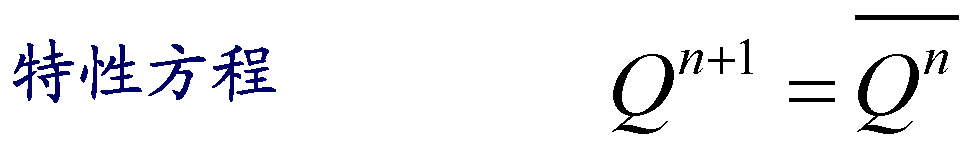 特性方程 $Q^{n+1} = \overline{Q^n}$